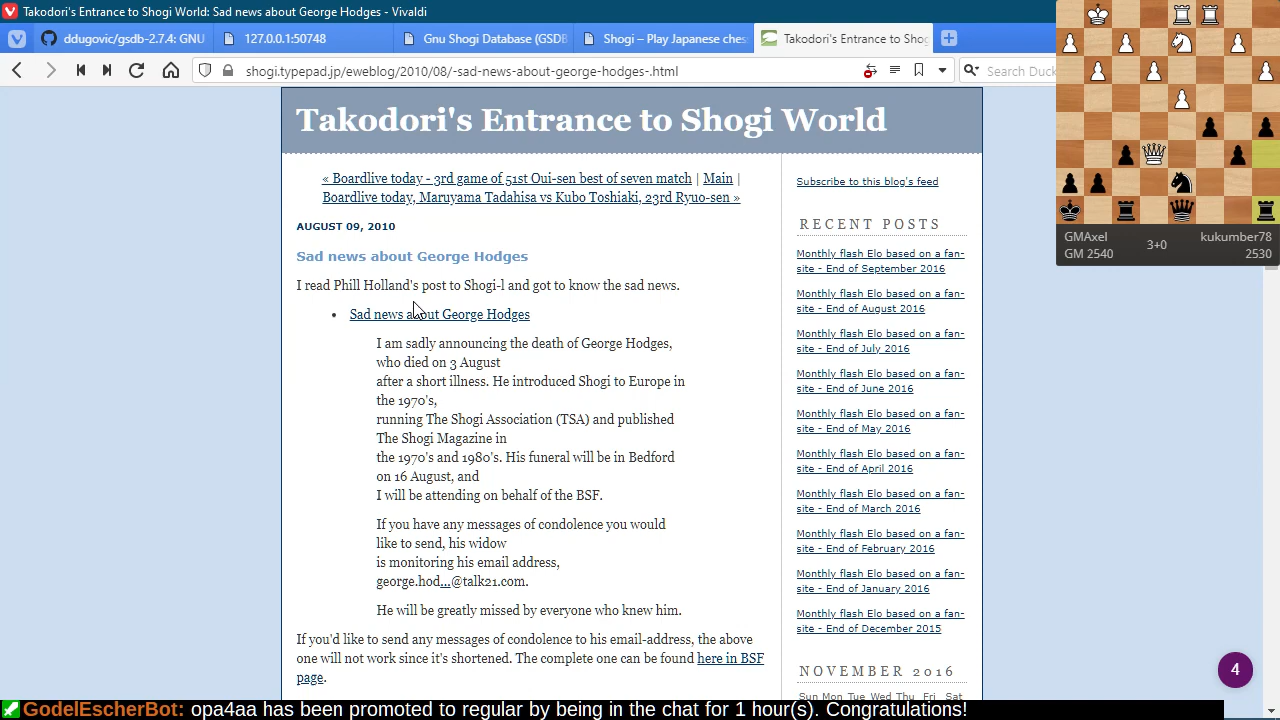 Takodori's Entrance to Shogi World: Sad news about George Hodges - Vivaldi
ddugovic/gsdb-2.7.4: GNU
127.0.0.1:50748
Gnu Shogi Database (GSDB
Shogi – Play Japanese ches
Takodori's Entrance to Shog
shogi.typepad.jp/eweblog/2010/08/-sad-news-about-george-hodges-.html
Search Duck
Takodori's Entrance to Shogi World
« Boardlive today - 3rd game of 51st Oui-sen best of seven match | Main |
Boardlive today, Maruyama Tadahisa vs Kubo Toshiaki, 23rd Ryuo-sen »
AUGUST 09, 2010
Sad news about George Hodges
I read Phill Holland's post to Shogi-l and got to know the sad news.
Sad news about George Hodges
I am sadly announcing the death of George Hodges,
who died on 3 August
after a short illness. He introduced Shogi to Europe in
the 1970's,
running The Shogi Association (TSA) and published
The Shogi Magazine in
the 1970's and 1980's. His funeral will be in Bedford
on 16 August, and
I will be attending on behalf of the BSF.
If you have any messages of condolence you would
like to send, his widow
is monitoring his email address,
george.hod...@talk21.com.
He will be greatly missed by everyone who knew him.
If you'd like to send any messages of condolence to his email-address, the above
one will not work since it's shortened. The complete one can be found here in BSF
page.
Subscribe to this blog's feed
RECENT POSTS
Monthly flash Elo based on a fan-
site - End of September 2016
Monthly flash Elo based on a fan-
site - End of August 2016
Monthly flash Elo based on a fan-
site - End of July 2016
Monthly flash Elo based on a fan-
site - End of June 2016
Monthly flash Elo based on a fan-
site - End of May 2016
Monthly flash Elo based on a fan-
site - End of April 2016
Monthly flash Elo based on a fan-
site - End of March 2016
Monthly flash Elo based on a fan-
site - End of February 2016
Monthly flash Elo based on a fan-
site - End of January 2016
Monthly flash Elo based on a fan-
site - End of December 2015
NOVEMBER 2016
Sun Mon Tue Wed Thu Fri Sat
GMAxel
GM 2540
3+0
kukumber78
2530
4
GodelEscherBot: opa4aa has been promoted to regular by being in the chat for 1 hour(s). Congratulations!